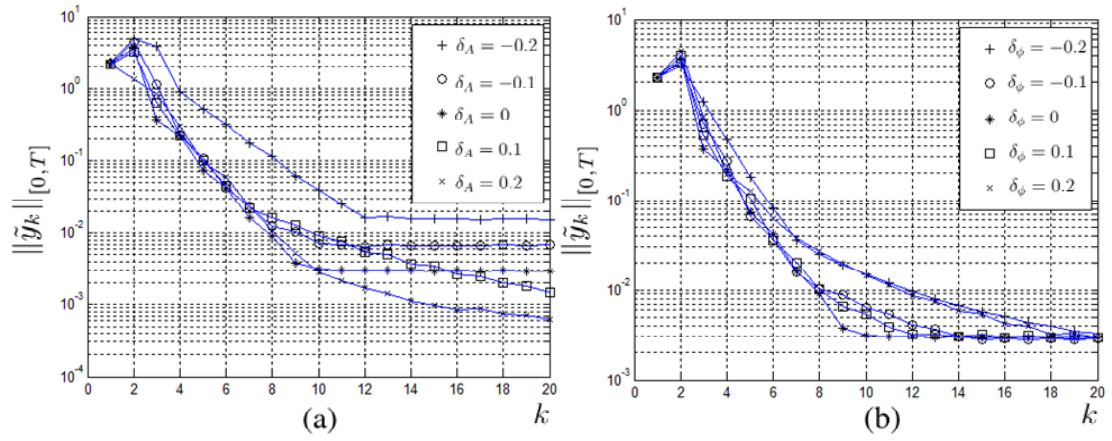 10^1
10^0
10^{-1}
10^{-2}
10^{-3}
10^{-4}
‖ỹ_k‖_{[0,T]}
δ_A = −0.2
δ_A = −0.1
δ_A = 0
δ_A = 0.1
δ_A = 0.2
0 2 4 6 8 10 12 14 16 18 20
(a)
k
10^1
10^0
10^{-1}
10^{-2}
10^{-3}
‖ỹ_k‖_{[0,T]}
δ_φ = −0.2
δ_φ = −0.1
δ_φ = 0
δ_φ = 0.1
δ_φ = 0.2
0 2 4 6 8 10 12 14 16 18 20
(b)
k